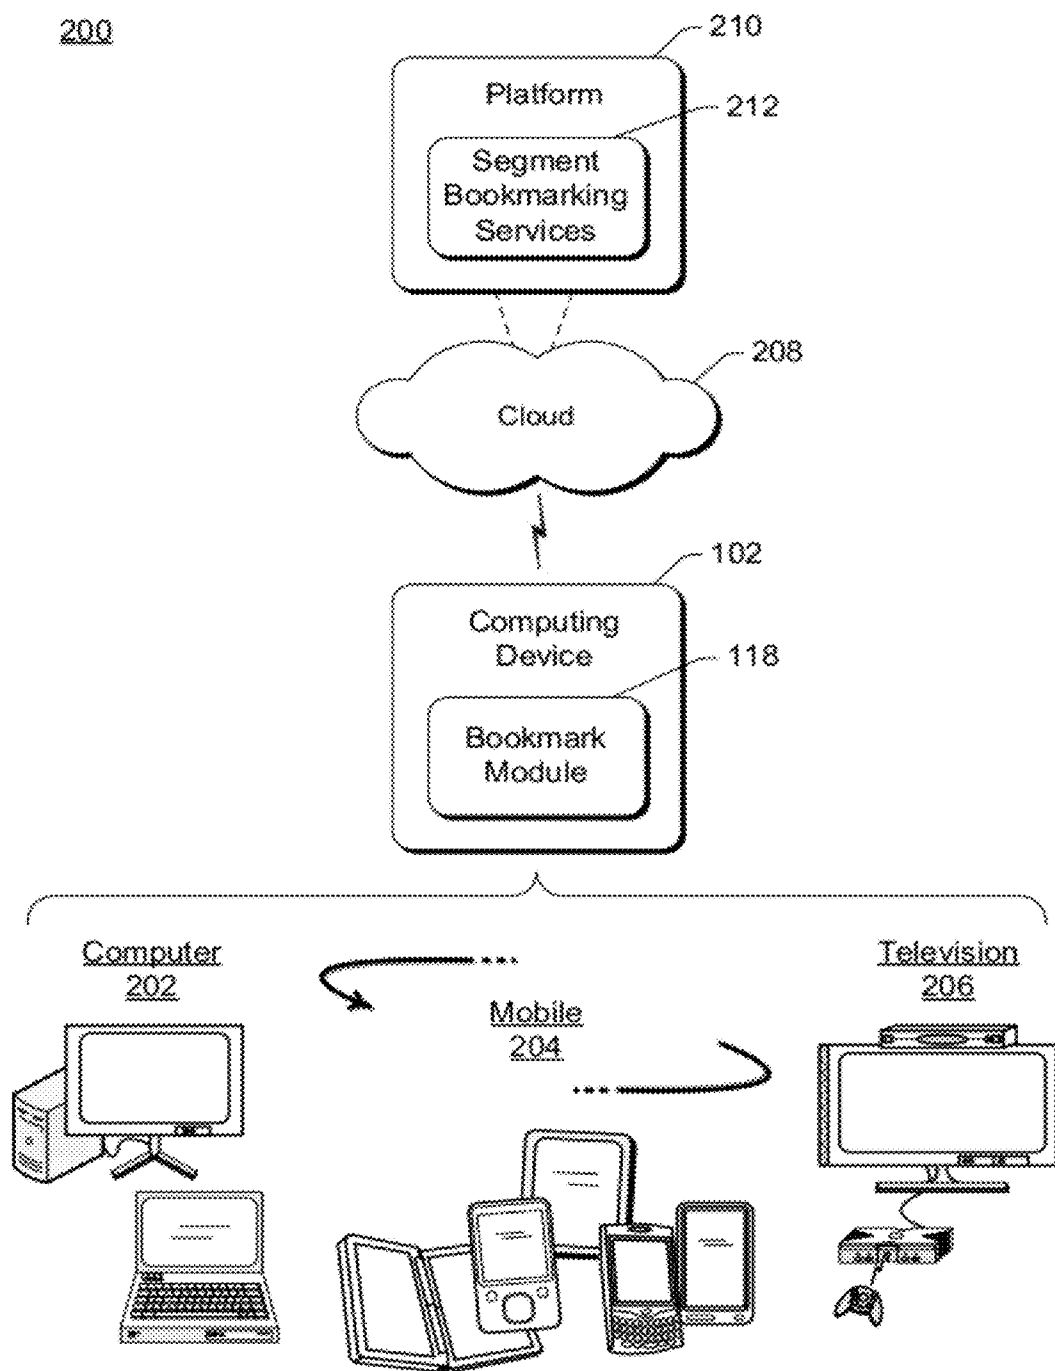 200
210
Platform
212
Segment
Bookmarking
Services
208
Cloud
102
Computing
Device
118
Bookmark
Module
Computer
202
Mobile
204
Television
206